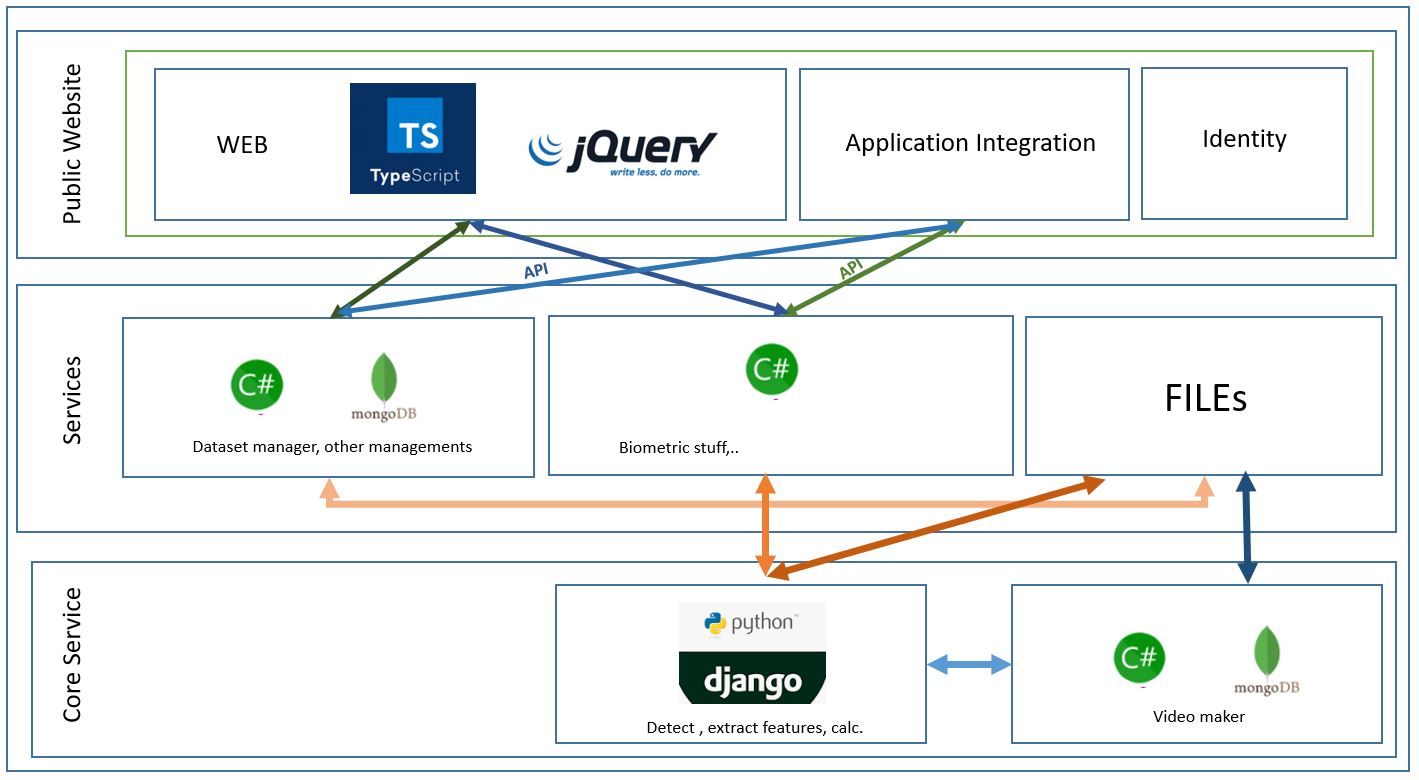 Public Website
WEB
TS
TypeScript
jQuery
write less, do more.
Application Integration
Identity
API
API
Services
C#
mongoDB
Dataset manager, other managements
C#
Biometric stuff,..
FILEs
Core Service
python™
django
Detect , extract features, calc.
C#
mongoDB
Video maker